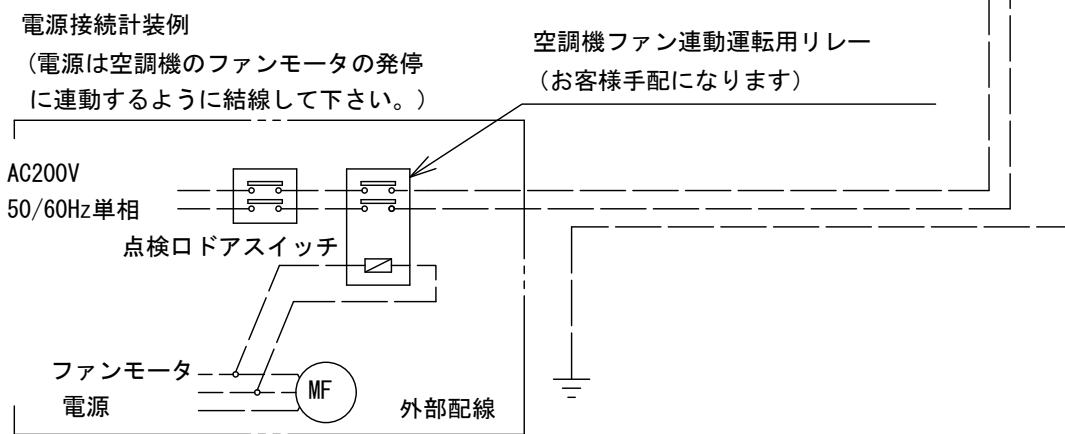 電源接続計装例
(電源は空調機のファンモータの発停
に連動するように結線して下さい。)
空調機ファン連動運転用リレー
(お客様手配になります)
AC200V
50/60Hz単相
点検口ドアスイッチ
ファンモータ
電源
MF
外部配線